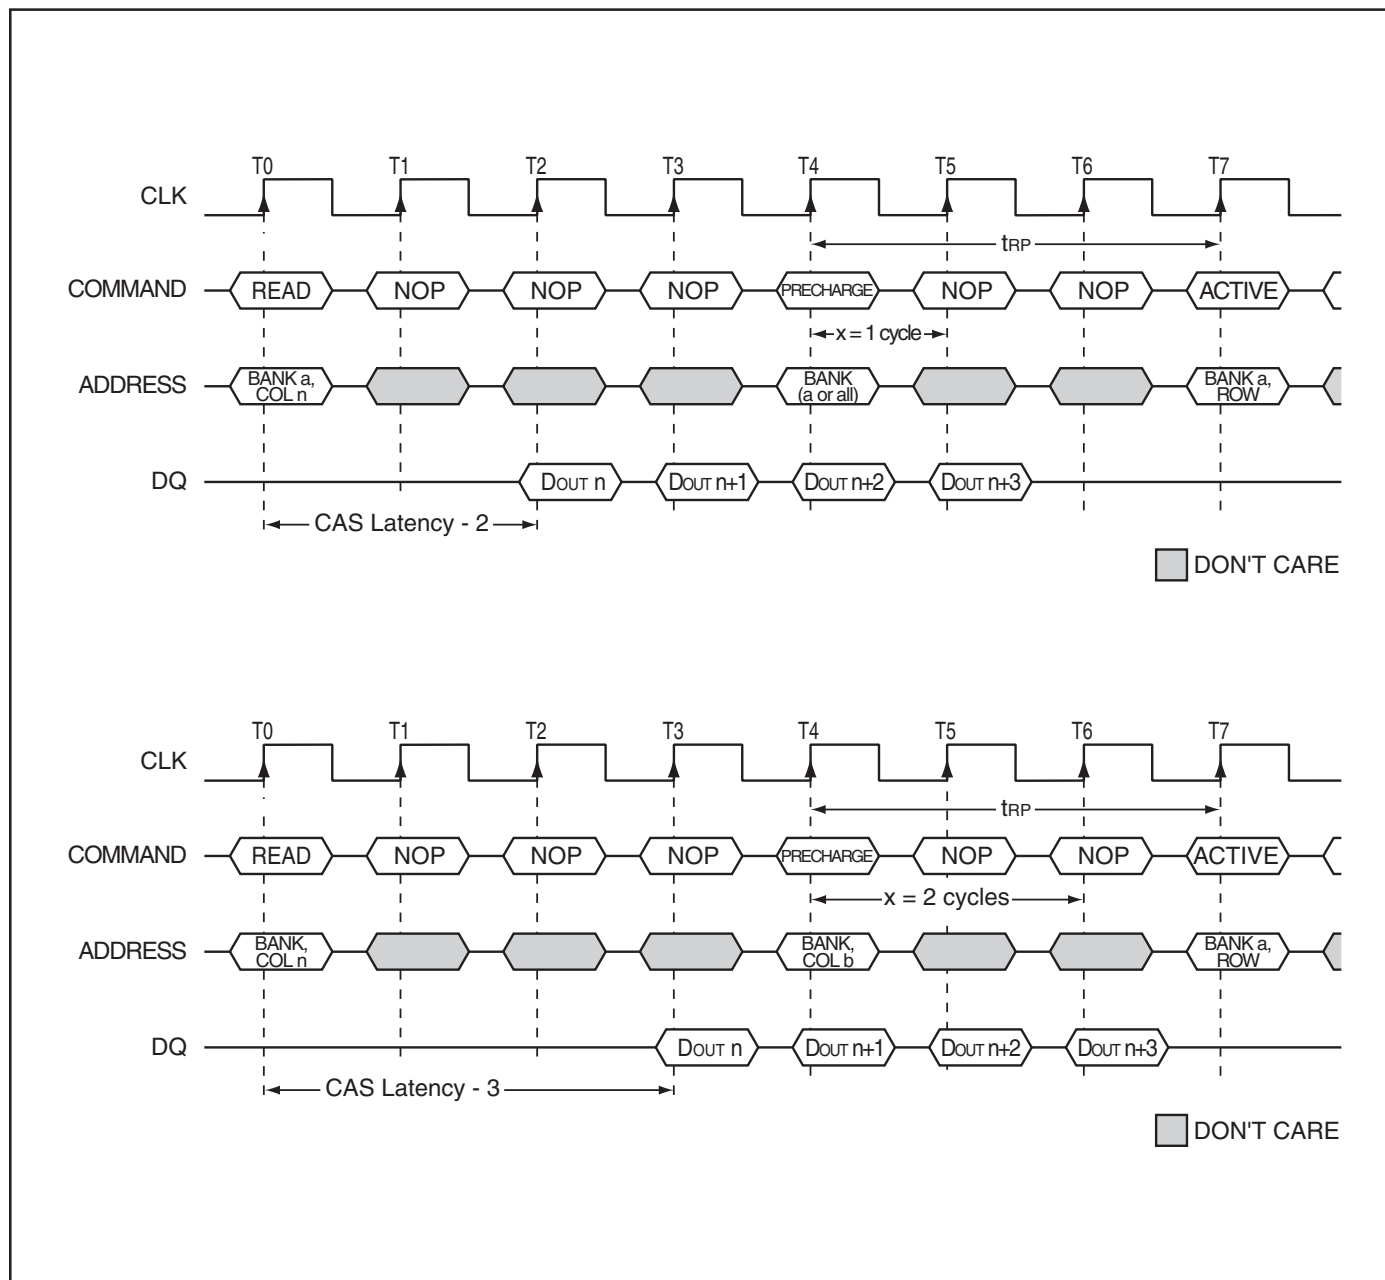 T0 T1 T2 T3 T4 T5 T6 T7
CLK
tRP
COMMAND READ NOP NOP NOP PRECHARGE NOP NOP ACTIVE
x = 1 cycle
ADDRESS BANK a, COL n BANK (a or all) BANK a, ROW
DQ DOUT n DOUT n+1 DOUT n+2 DOUT n+3
CAS Latency - 2
DON'T CARE
T0 T1 T2 T3 T4 T5 T6 T7
CLK
tRP
COMMAND READ NOP NOP NOP PRECHARGE NOP NOP ACTIVE
x = 2 cycles
ADDRESS BANK, COL n BANK, COL b BANK a, ROW
DQ DOUT n DOUT n+1 DOUT n+2 DOUT n+3
CAS Latency - 3
DON'T CARE